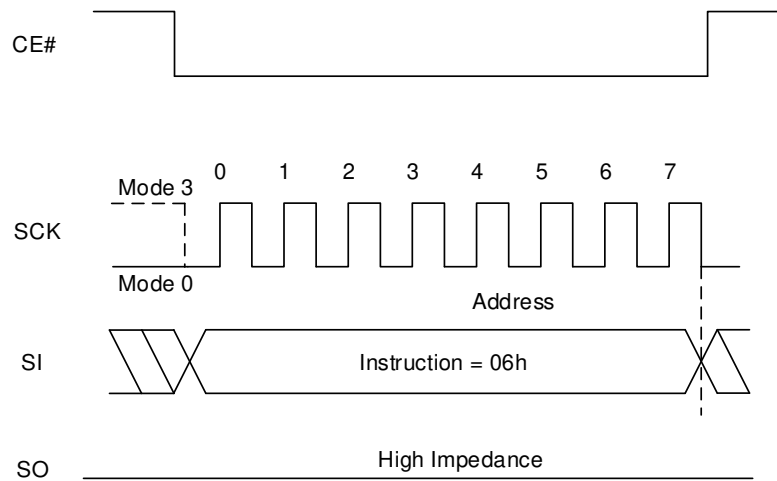 CE#
0 1 2 3 4 5 6 7
Mode 3
SCK
Mode 0
Address
SI
Instruction = 06h
High Impedance
SO